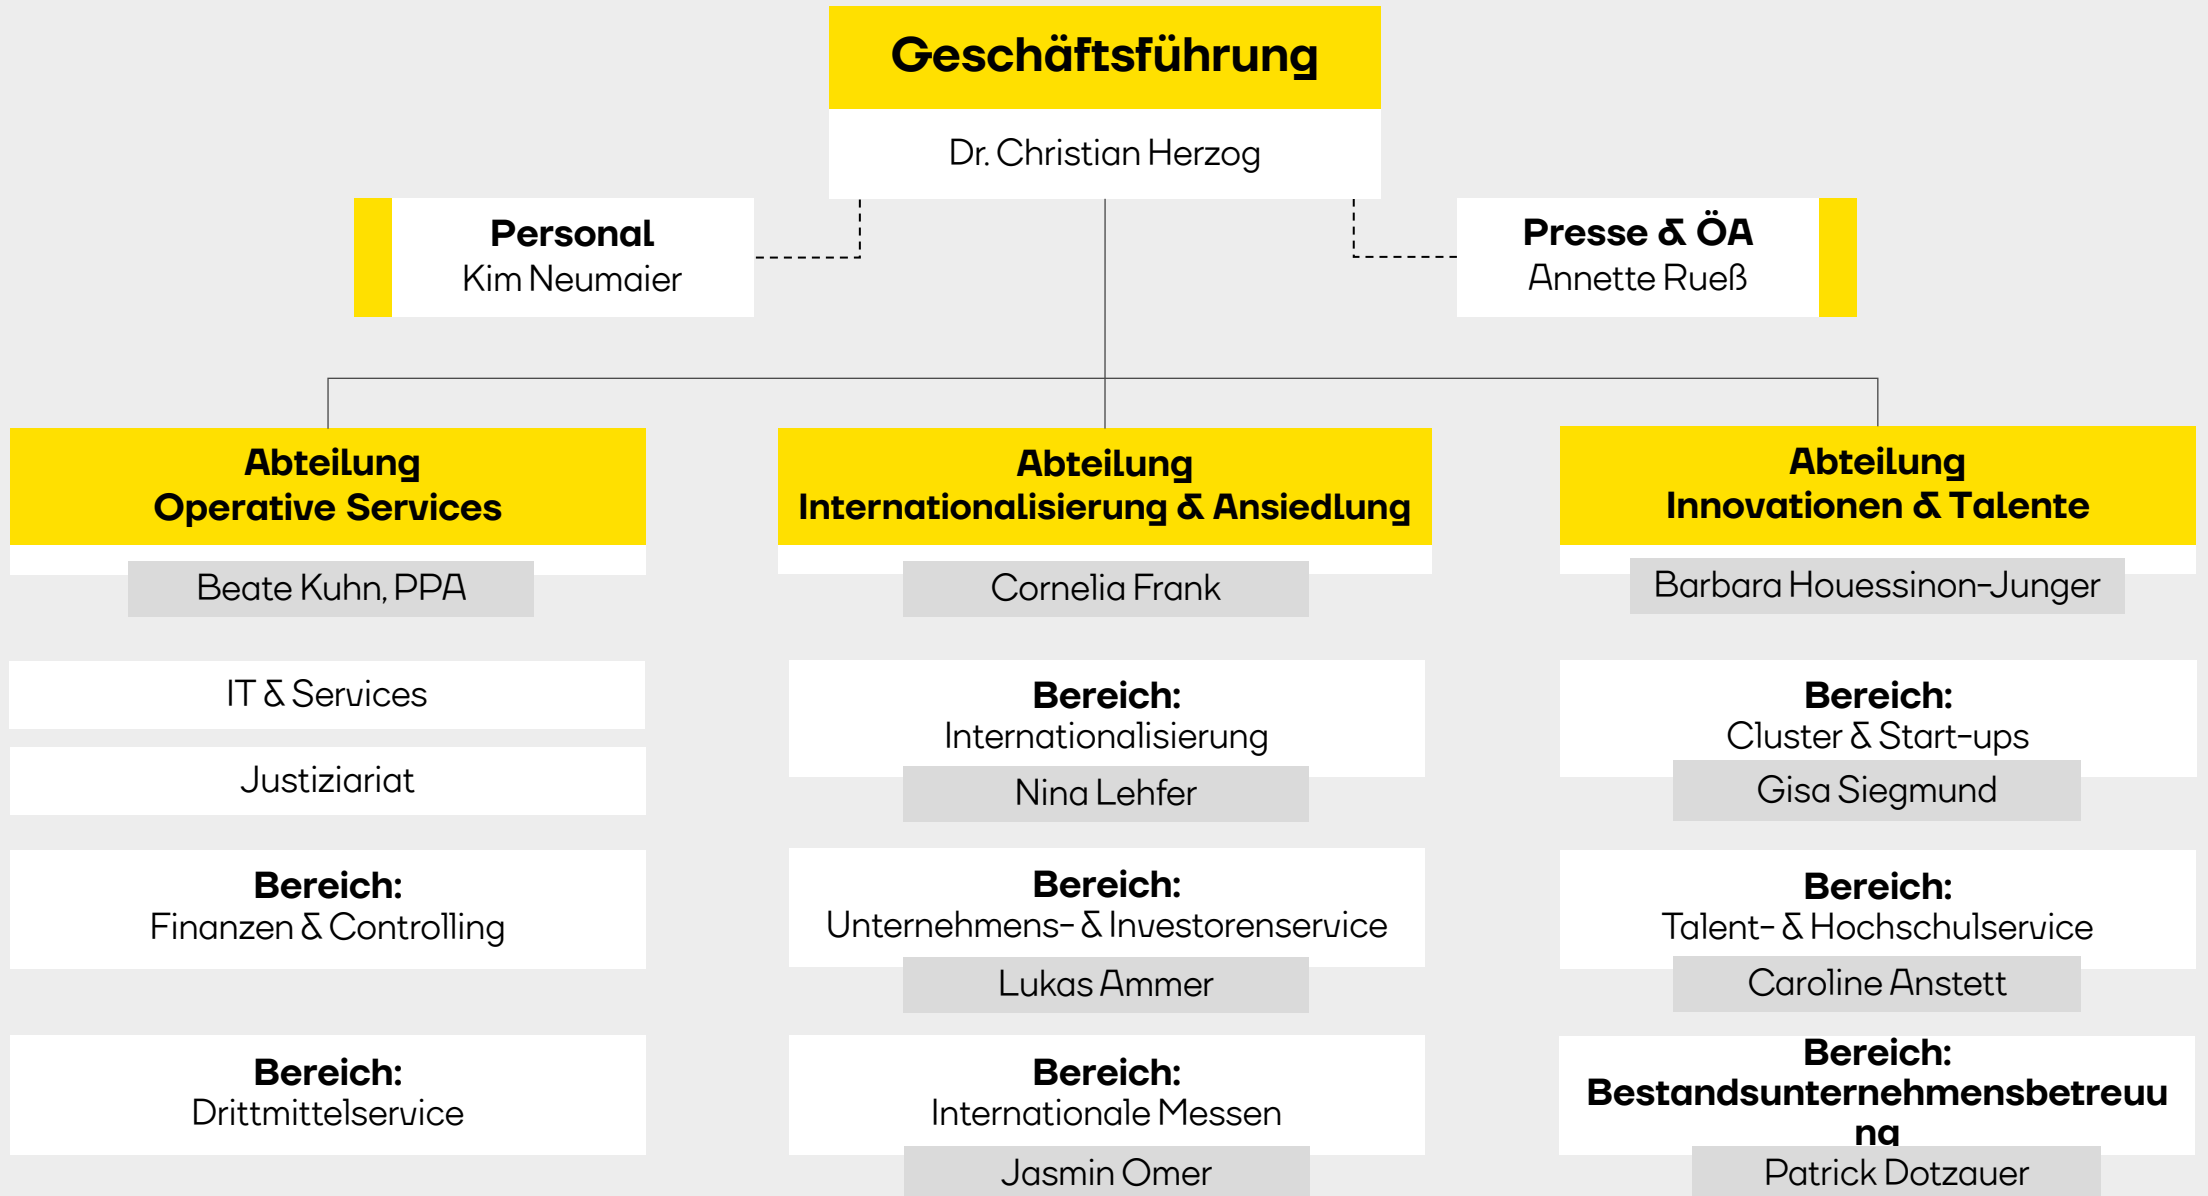 Geschäftsführung
Dr. Christian Herzog
Personal
Kim Neumaier
Presse & ÖA
Annette Rueß
Abteilung
Operative Services
Beate Kuhn, PPA
IT & Services
Justiziariat
Bereich:
Finanzen & Controlling
Bereich:
Drittmittelservice
Abteilung
Internationalisierung & Ansiedlung
Cornelia Frank
Bereich:
Internationalisierung
Nina Lehfer
Bereich:
Unternehmens- & Investorenservice
Lukas Ammer
Bereich:
Internationale Messen
Jasmin Omer
Abteilung
Innovationen & Talente
Barbara Houessinon-Junger
Bereich:
Cluster & Start-ups
Gisa Siegmund
Bereich:
Talent- & Hochschulservice
Caroline Anstett
Bereich:
Bestandsunternehmensbetreuu
ng
Patrick Dotzauer